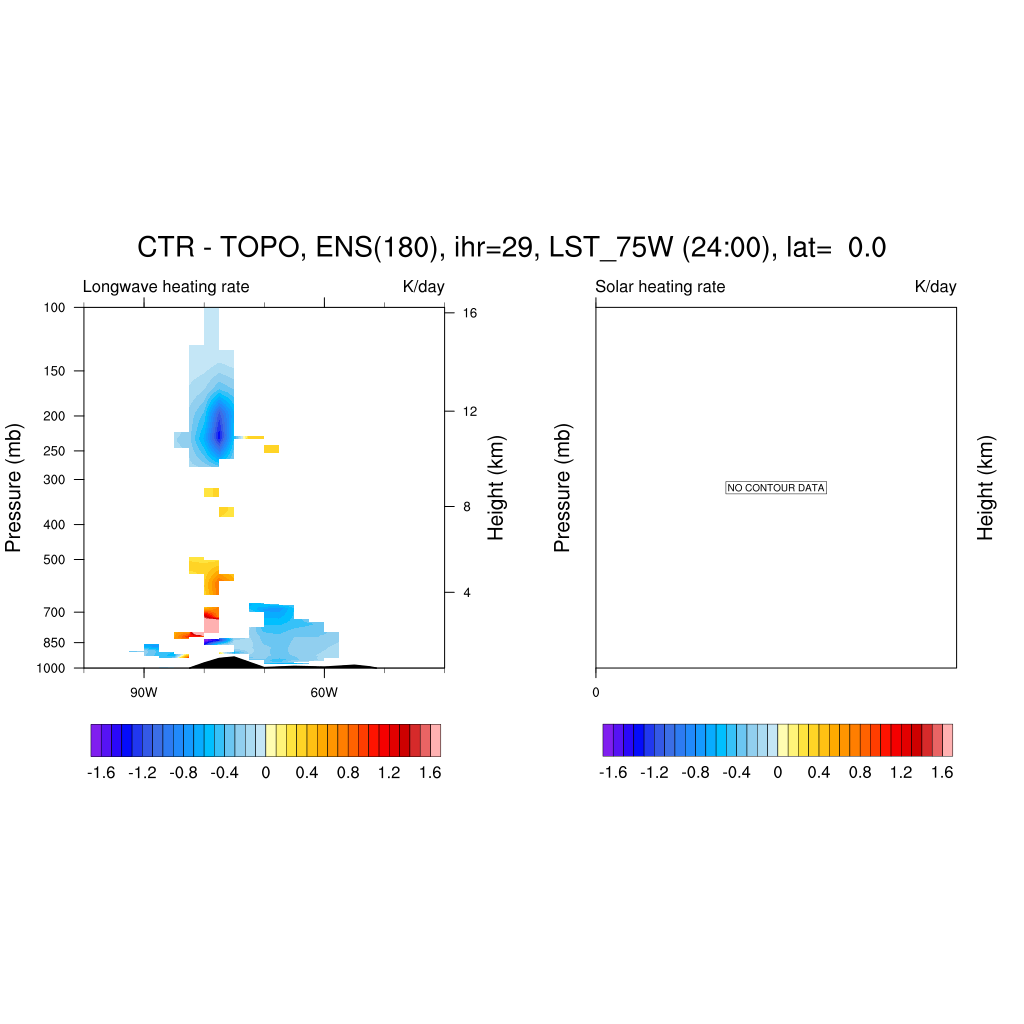 CTR - TOPO, ENS(180), ihr=29, LST_75W (24:00), lat=  0.0
Longwave heating rate K/day
100
150
200
250
300
400
500
700
850
1000
Pressure (mb)
16
12
8
4
Height (km)
90W 60W
-1.6 -1.2 -0.8 -0.4 0 0.4 0.8 1.2 1.6
Solar heating rate K/day
Pressure (mb)
NO CONTOUR DATA
Height (km)
0
-1.6 -1.2 -0.8 -0.4 0 0.4 0.8 1.2 1.6